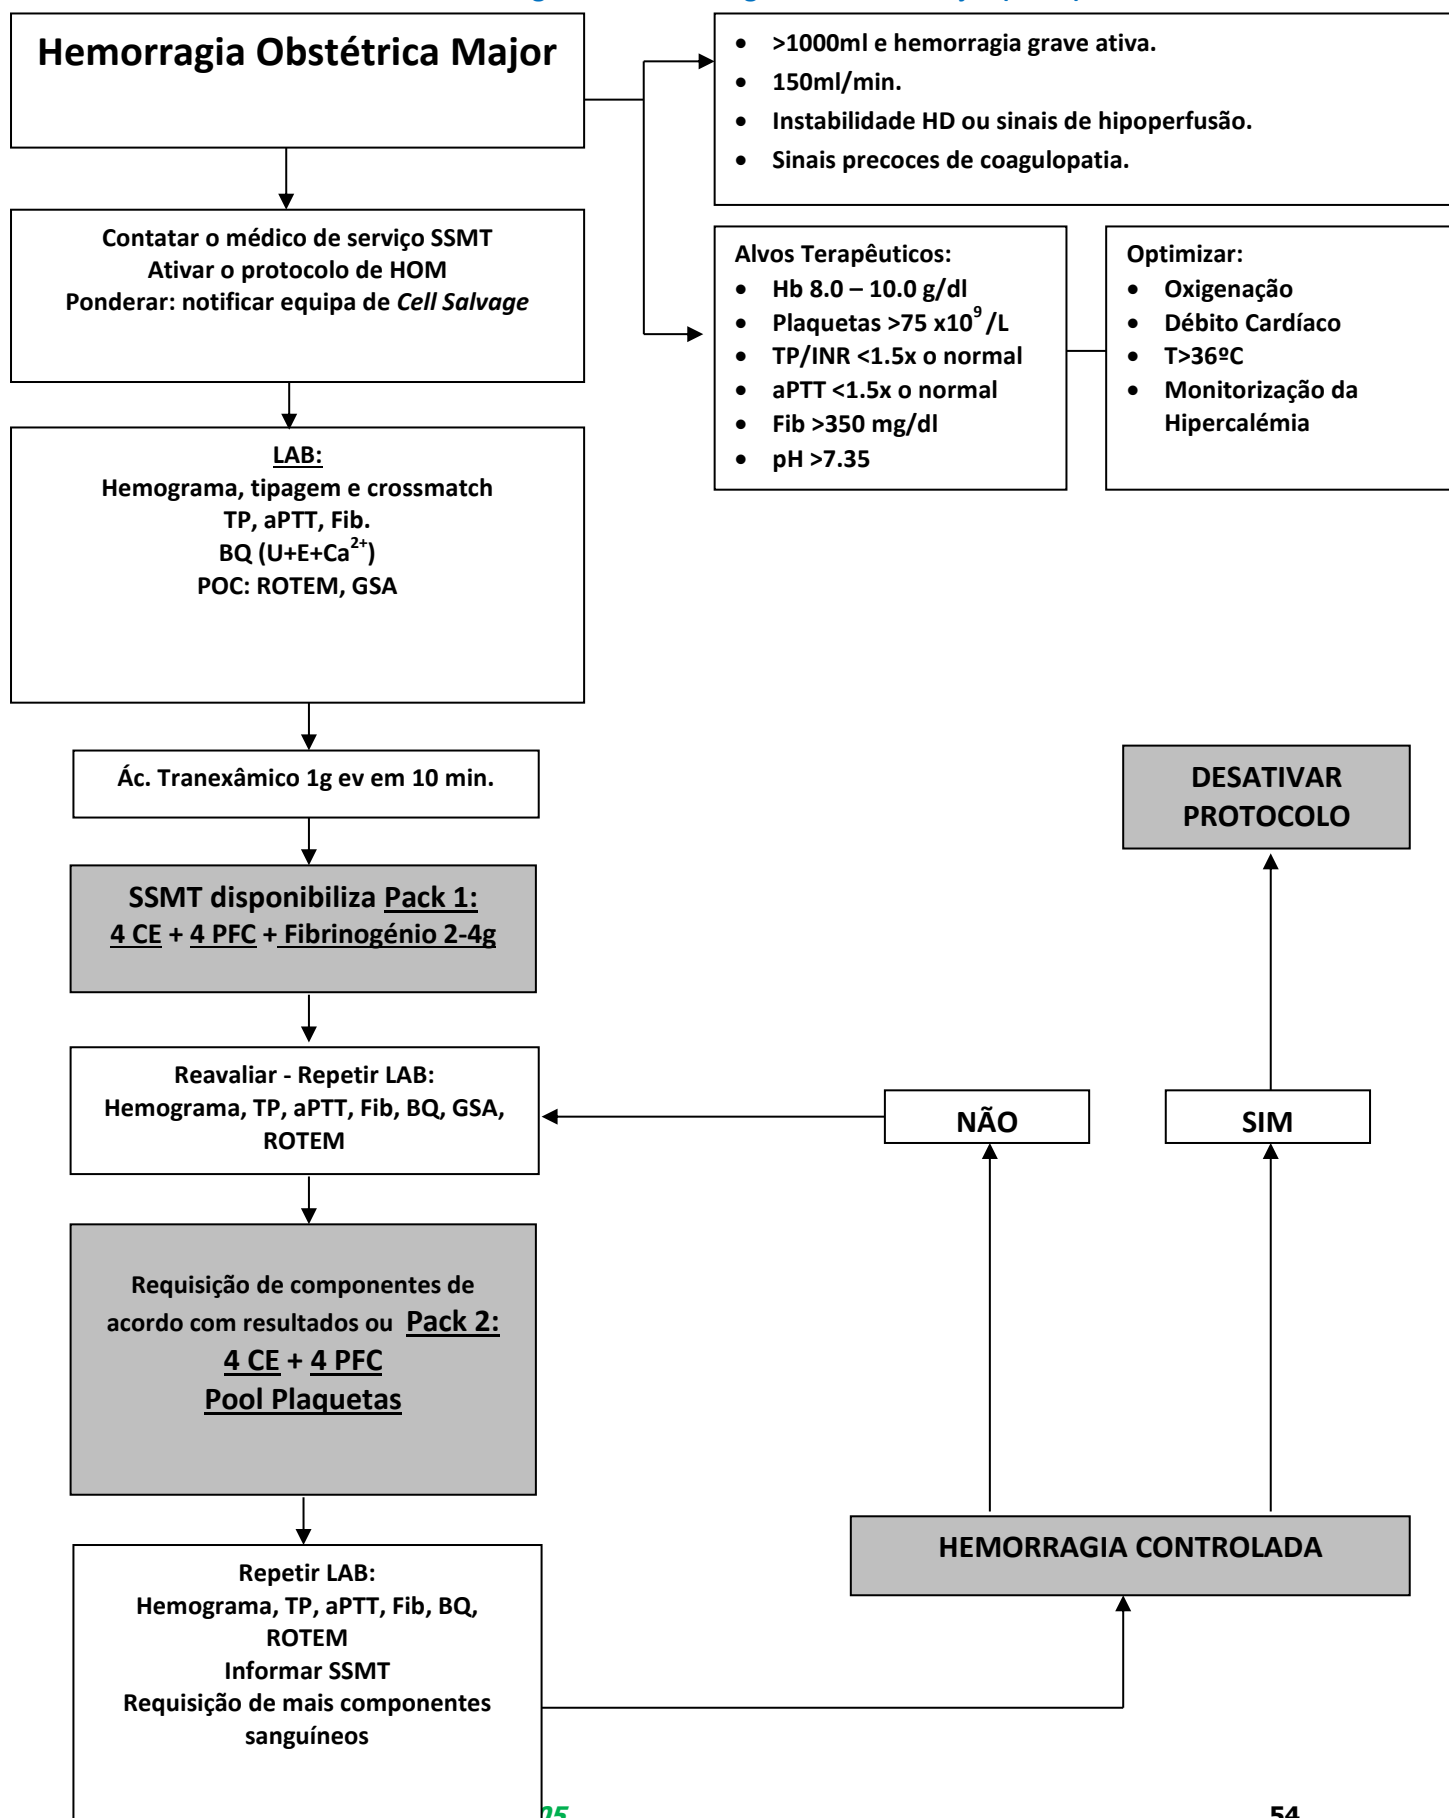 Hemorragia Obstétrica Major
• >1000ml e hemorragia grave ativa.
• 150ml/min.
• Instabilidade HD ou sinais de hipoperfusão.
• Sinais precoces de coagulopatia.
Contatar o médico de serviço SSMT
Ativar o protocolo de HOM
Ponderar: notificar equipa de Cell Salvage
Alvos Terapêuticos:
• Hb 8.0 – 10.0 g/dl
• Plaquetas >75 x10⁹/L
• TP/INR <1.5x o normal
• aPTT <1.5x o normal
• Fib >350 mg/dl
• pH >7.35
Optimizar:
• Oxigenação
• Débito Cardíaco
• T>36ºC
• Monitorização da
Hipercalémia
LAB:
Hemograma, tipagem e crossmatch
TP, aPTT, Fib.
BQ (U+E+Ca²⁺)
POC: ROTEM, GSA
Ác. Tranexâmico 1g ev em 10 min.
SSMT disponibiliza Pack 1:
4 CE + 4 PFC + Fibrinogénio 2-4g
Reavaliar - Repetir LAB:
Hemograma, TP, aPTT, Fib, BQ, GSA,
ROTEM
Requisição de componentes de
acordo com resultados ou Pack 2:
4 CE + 4 PFC
Pool Plaquetas
Repetir LAB:
Hemograma, TP, aPTT, Fib, BQ,
ROTEM
Informar SSMT
Requisição de mais componentes
sanguíneos
DESATIVAR
PROTOCOLO
NÃO
SIM
HEMORRAGIA CONTROLADA
05
54